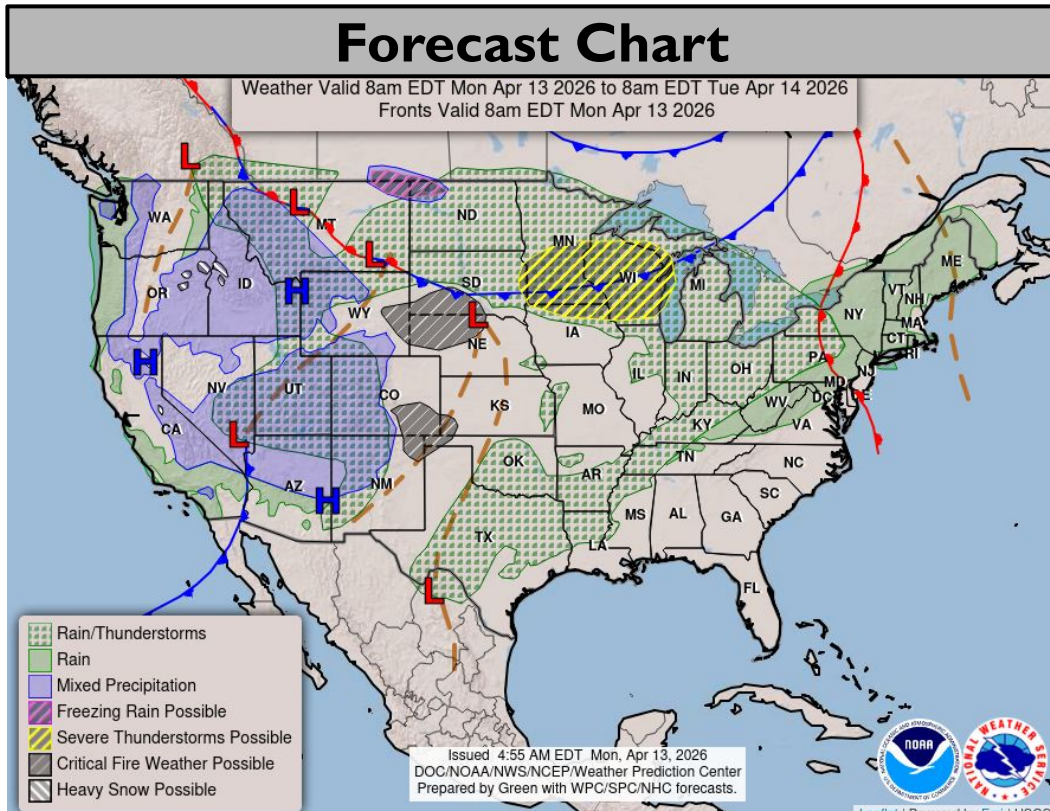 Forecast Chart
Weather Valid 8am EDT Mon Apr 13 2026 to 8am EDT Tue Apr 14 2026
Fronts Valid 8am EDT Mon Apr 13 2026
L
WA
L
MT
ND
MN
ME
OR
ID
H
L
SD
WI
MI
VT
NH
WY
L
NE
IA
NY
MA
CT
RI
H
NV
UT
CO
KS
MO
IL
IN
OH
PA
NJ
MD
DC
DE
WV
VA
KY
CA
L
AZ
H
NM
OK
AR
TN
NC
SC
TX
LA
MS
AL
GA
L
FL
Rain/Thunderstorms
Rain
Mixed Precipitation
Freezing Rain Possible
Severe Thunderstorms Possible
Critical Fire Weather Possible
Heavy Snow Possible
Issued 4:55 AM EDT Mon, Apr 13, 2026
DOC/NOAA/NWS/NCEP/Weather Prediction Center
Prepared by Green with WPC/SPC/NHC forecasts.
NOAA
NATIONAL WEATHER SERVICE